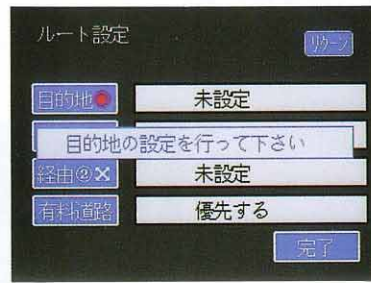 ルート設定
リターン
目的地 未設定
目的地の設定を行って下さい
経由②× 未設定
有料道路 優先する
完了